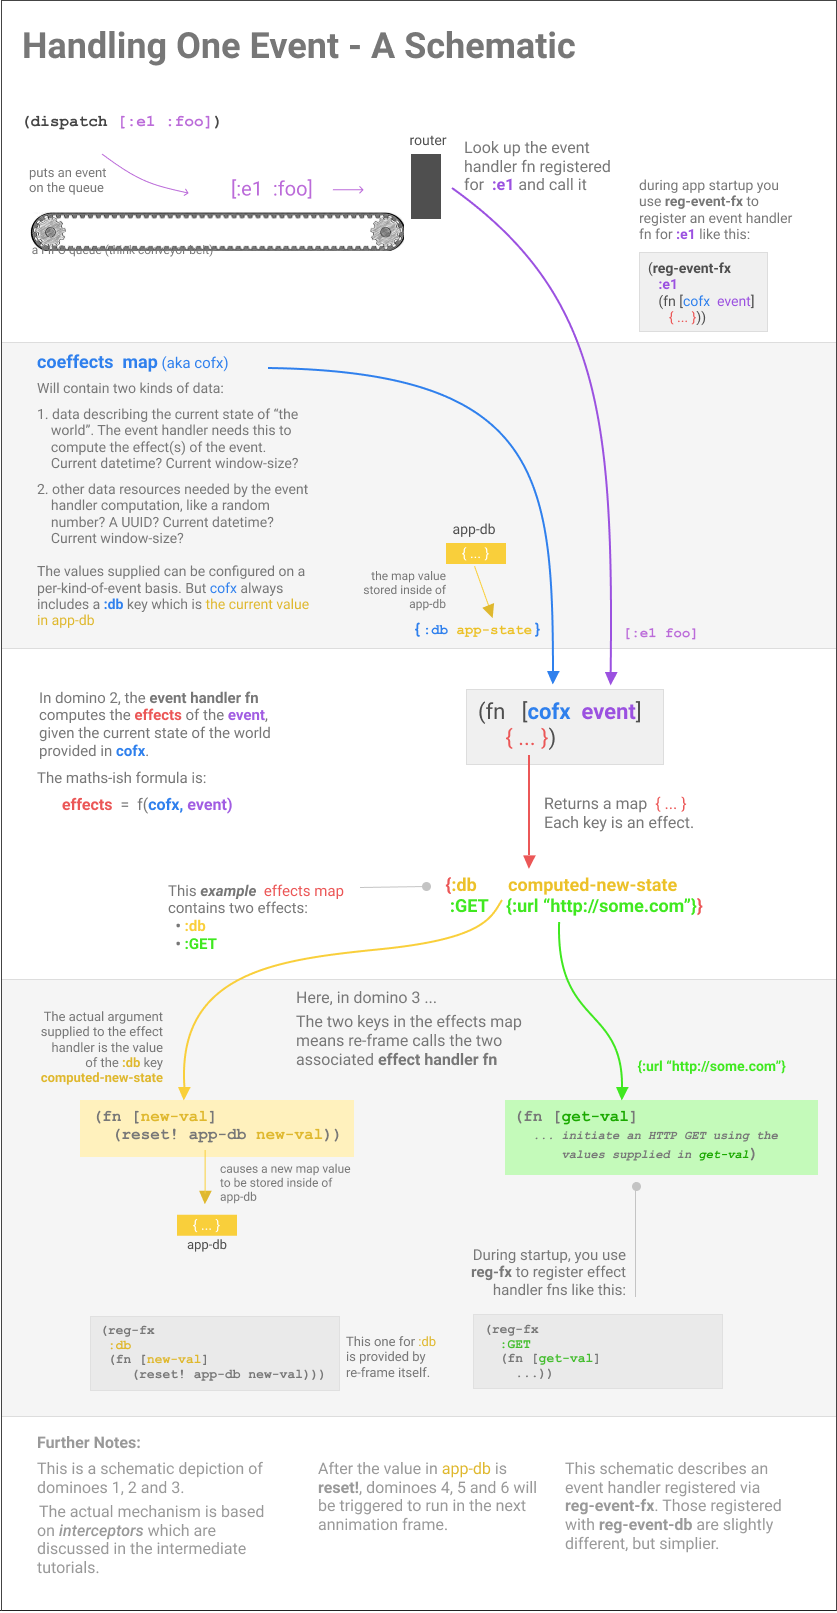 Handling One Event - A Schematic
(dispatch [:e1 :foo])
puts an event
on the queue
[:e1 :foo]
router
a FIFO queue (think conveyor belt)
Look up the event
handler fn registered
for :e1 and call it
during app startup you
use reg-event-fx to
register an event handler
fn for :e1 like this:
(reg-event-fx
:e1
(fn [cofx event]
{ ... }))
coeffects map (aka cofx)
Will contain two kinds of data:
1. data describing the current state of “the
world”. The event handler needs this to
compute the effect(s) of the event.
Current datetime? Current window-size?
2. other data resources needed by the event
handler computation, like a random
number? A UUID? Current datetime?
Current window-size?
The values supplied can be configured on a
per-kind-of-event basis. But cofx always
includes a :db key which is the current value
in app-db
app-db
{ ... }
the map value
stored inside of
app-db
{:db app-state}
[:e1 foo]
In domino 2, the event handler fn
computes the effects of the event,
given the current state of the world
provided in cofx.
The maths-ish formula is:
effects = f(cofx, event)
(fn [cofx event]
{ ... })
Returns a map { ... }
Each key is an effect.
This example effects map
contains two effects:
• :db
• :GET
{:db computed-new-state
:GET {:url “http://some.com”}}
The actual argument
supplied to the effect
handler is the value
of the :db key
computed-new-state
Here, in domino 3 ...
The two keys in the effects map
means re-frame calls the two
associated effect handler fn
{:url “http://some.com”}
(fn [new-val]
(reset! app-db new-val))
causes a new map value
to be stored inside of
app-db
{ ... }
app-db
(fn [get-val]
... initiate an HTTP GET using the
values supplied in get-val)
During startup, you use
reg-fx to register effect
handler fns like this:
(reg-fx
:db
(fn [new-val]
(reset! app-db new-val)))
This one for :db
is provided by
re-frame itself.
(reg-fx
:GET
(fn [get-val]
...))
Further Notes:
This is a schematic depiction of
dominoes 1, 2 and 3.
The actual mechanism is based
on interceptors which are
discussed in the intermediate
tutorials.
After the value in app-db is
reset!, dominoes 4, 5 and 6 will
be triggered to run in the next
annimation frame.
This schematic describes an
event handler registered via
reg-event-fx. Those registered
with reg-event-db are slightly
different, but simplier.